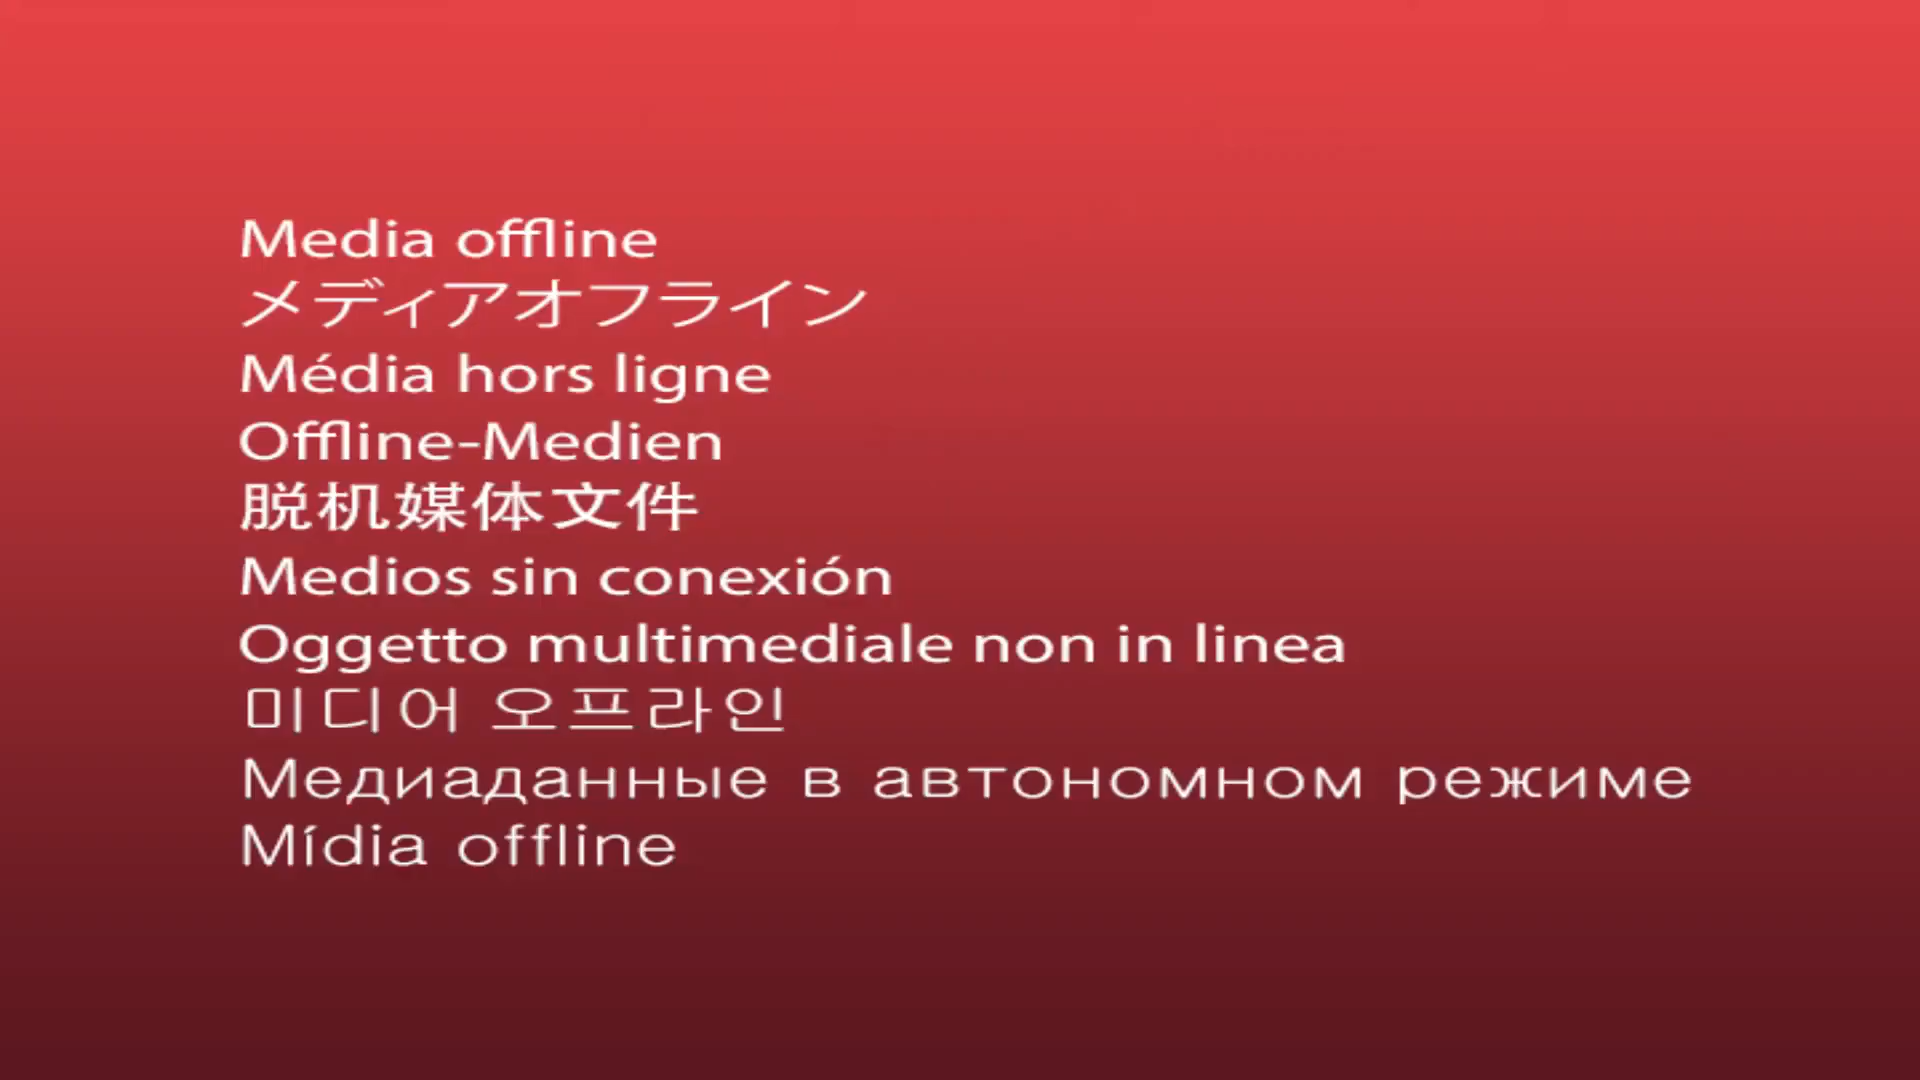 Media offline
メディアオフライン
Média hors ligne
Offline-Medien
脱机媒体文件
Medios sin conexión
Oggetto multimediale non in linea
미디어 오프라인
Медиаданные в автономном режиме
Mídia offline